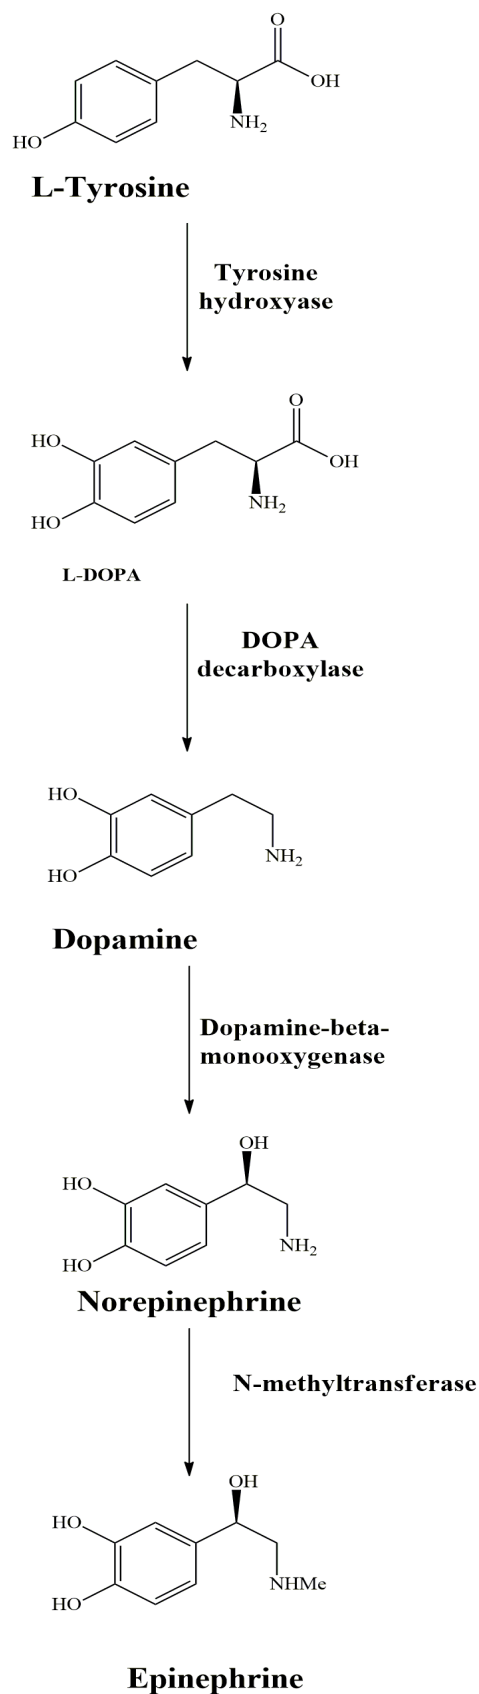 O
OH
NH2
HO
L-Tyrosine
Tyrosine
hydroxyase
O
HO
OH
NH2
HO
L-DOPA
DOPA
decarboxylase
HO
NH2
HO
Dopamine
Dopamine-beta-
monooxygenase
OH
HO
NH2
HO
Norepinephrine
N-methyltransferase
OH
HO
NHMe
HO
Epinephrine